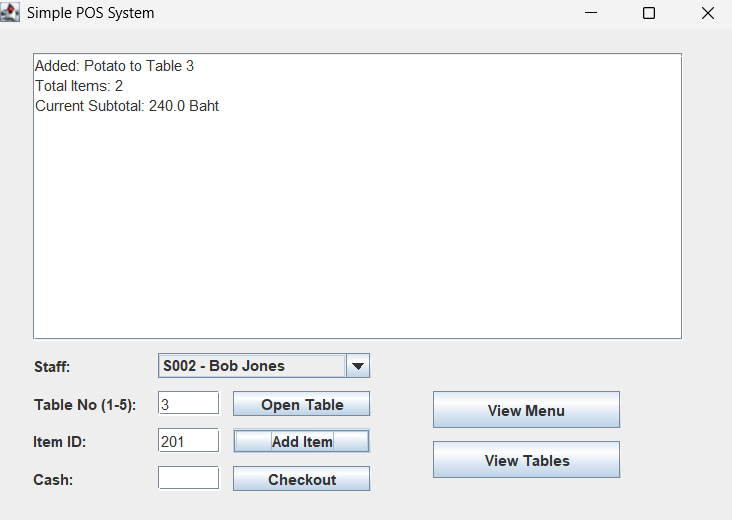 Simple POS System
Added: Potato to Table 3
Total Items: 2
Current Subtotal: 240.0 Baht
Staff: S002 - Bob Jones
Table No (1-5): 3 Open Table View Menu
Item ID: 201 Add Item
View Tables
Cash: Checkout